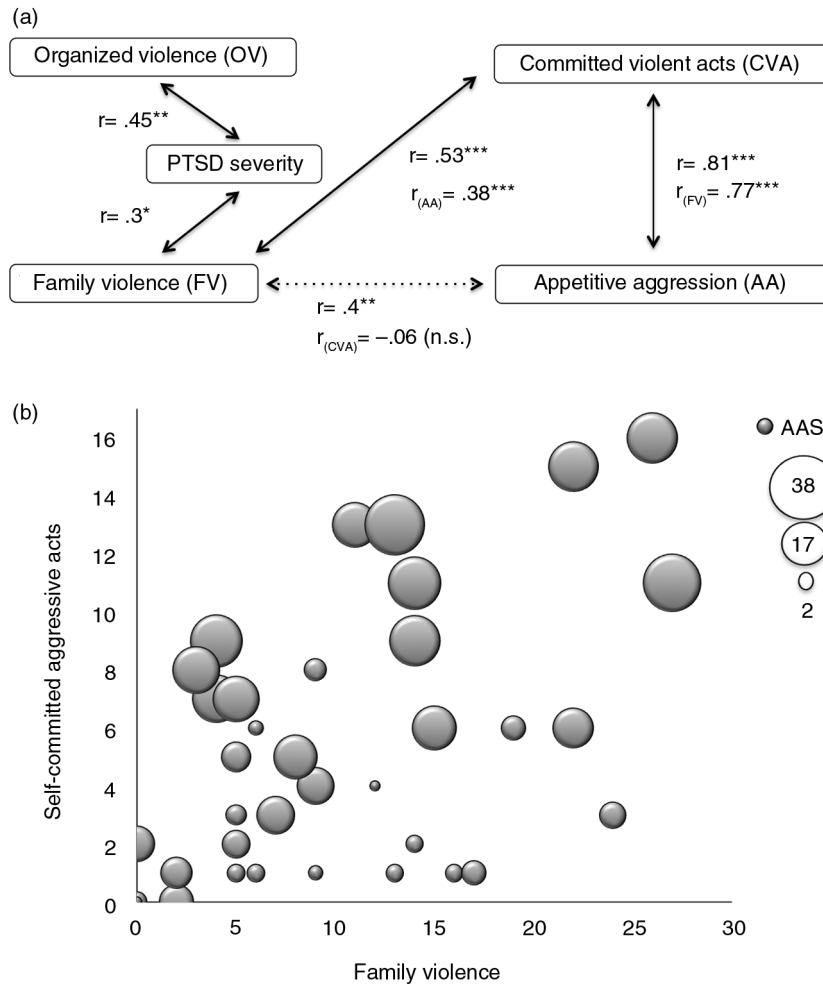 (a)
Organized violence (OV)
Committed violent acts (CVA)
r= .45**
PTSD severity
r= .53***
r(AA)= .38***
r= .81***
r(FV)= .77***
r= .3*
Family violence (FV)
Appetitive aggression (AA)
r= .4**
r(CVA)= –.06 (n.s.)
(b)
Self-committed aggressive acts
16
14
12
10
8
6
4
2
0
AAS
38
17
2
0 5 10 15 20 25 30
Family violence